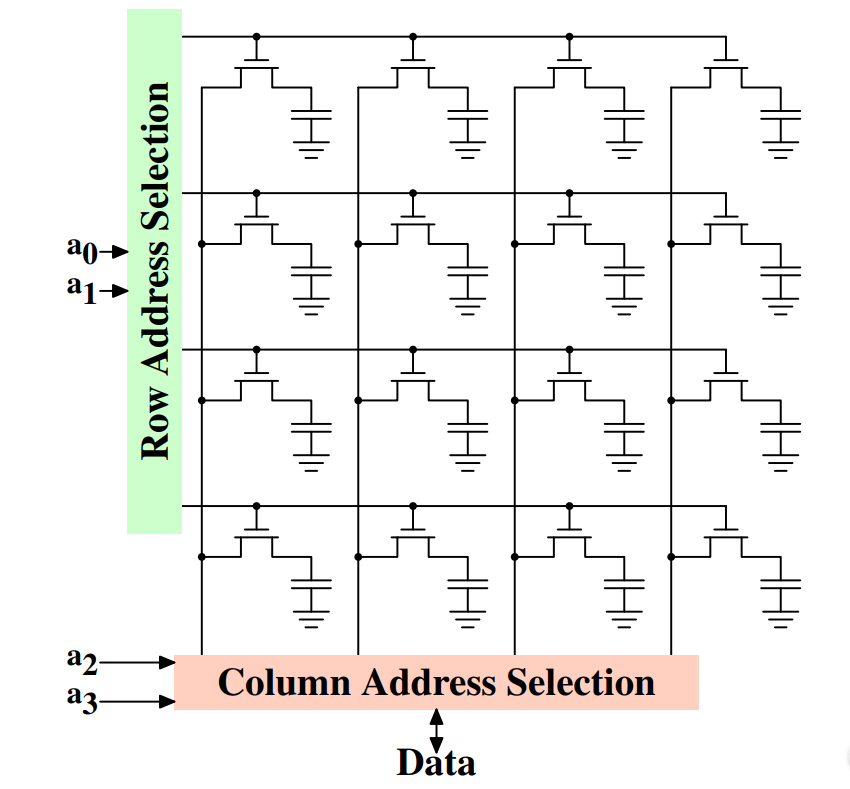 Row Address Selection
a0
a1
a2
a3
Column Address Selection
Data